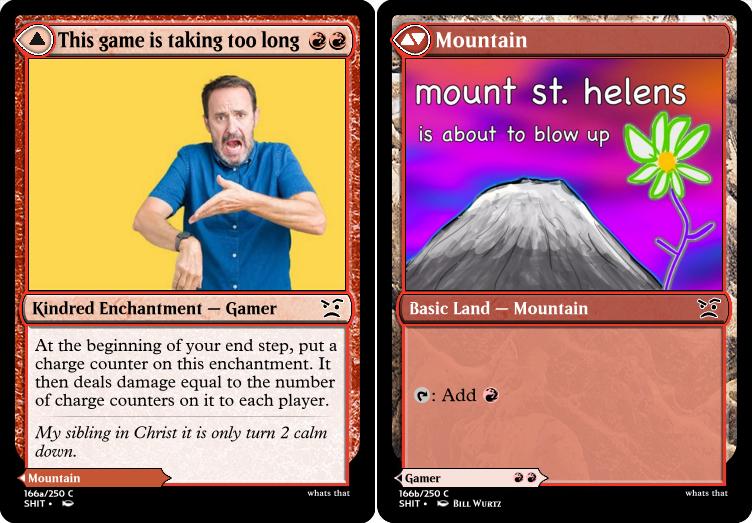 This game is taking too long
Kindred Enchantment — Gamer
At the beginning of your end step, put a
charge counter on this enchantment. It
then deals damage equal to the number
of charge counters on it to each player.
My sibling in Christ it is only turn 2 calm
down.
Mountain
166a/250 C
SHIT •
whats that
Mountain
mount st. helens
is about to blow up
Basic Land — Mountain
: Add
Gamer
166b/250 C
SHIT • BILL WURTZ
whats that